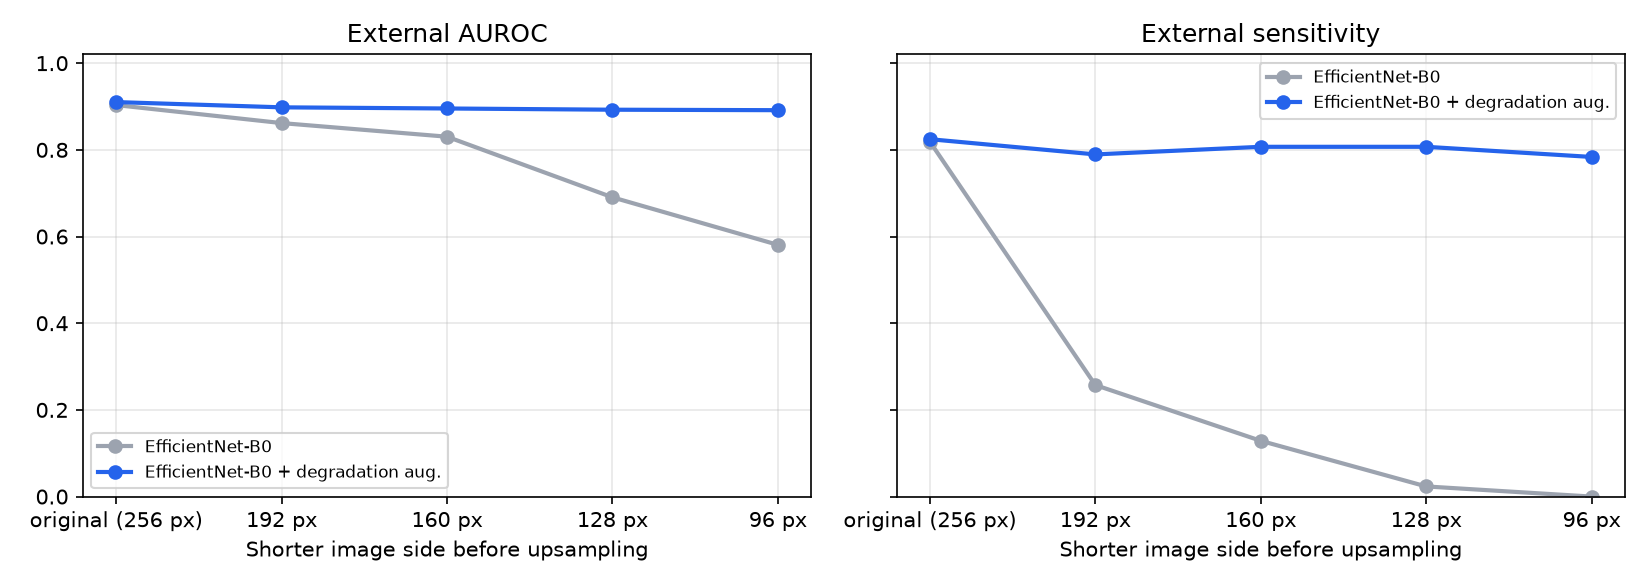 External AUROC
1.0
0.8
0.6
0.4
0.2
0.0
EfficientNet-B0
EfficientNet-B0 + degradation aug.
original (256 px)
192 px
160 px
128 px
96 px
Shorter image side before upsampling
External sensitivity
EfficientNet-B0
EfficientNet-B0 + degradation aug.
original (256 px)
192 px
160 px
128 px
96 px
Shorter image side before upsampling